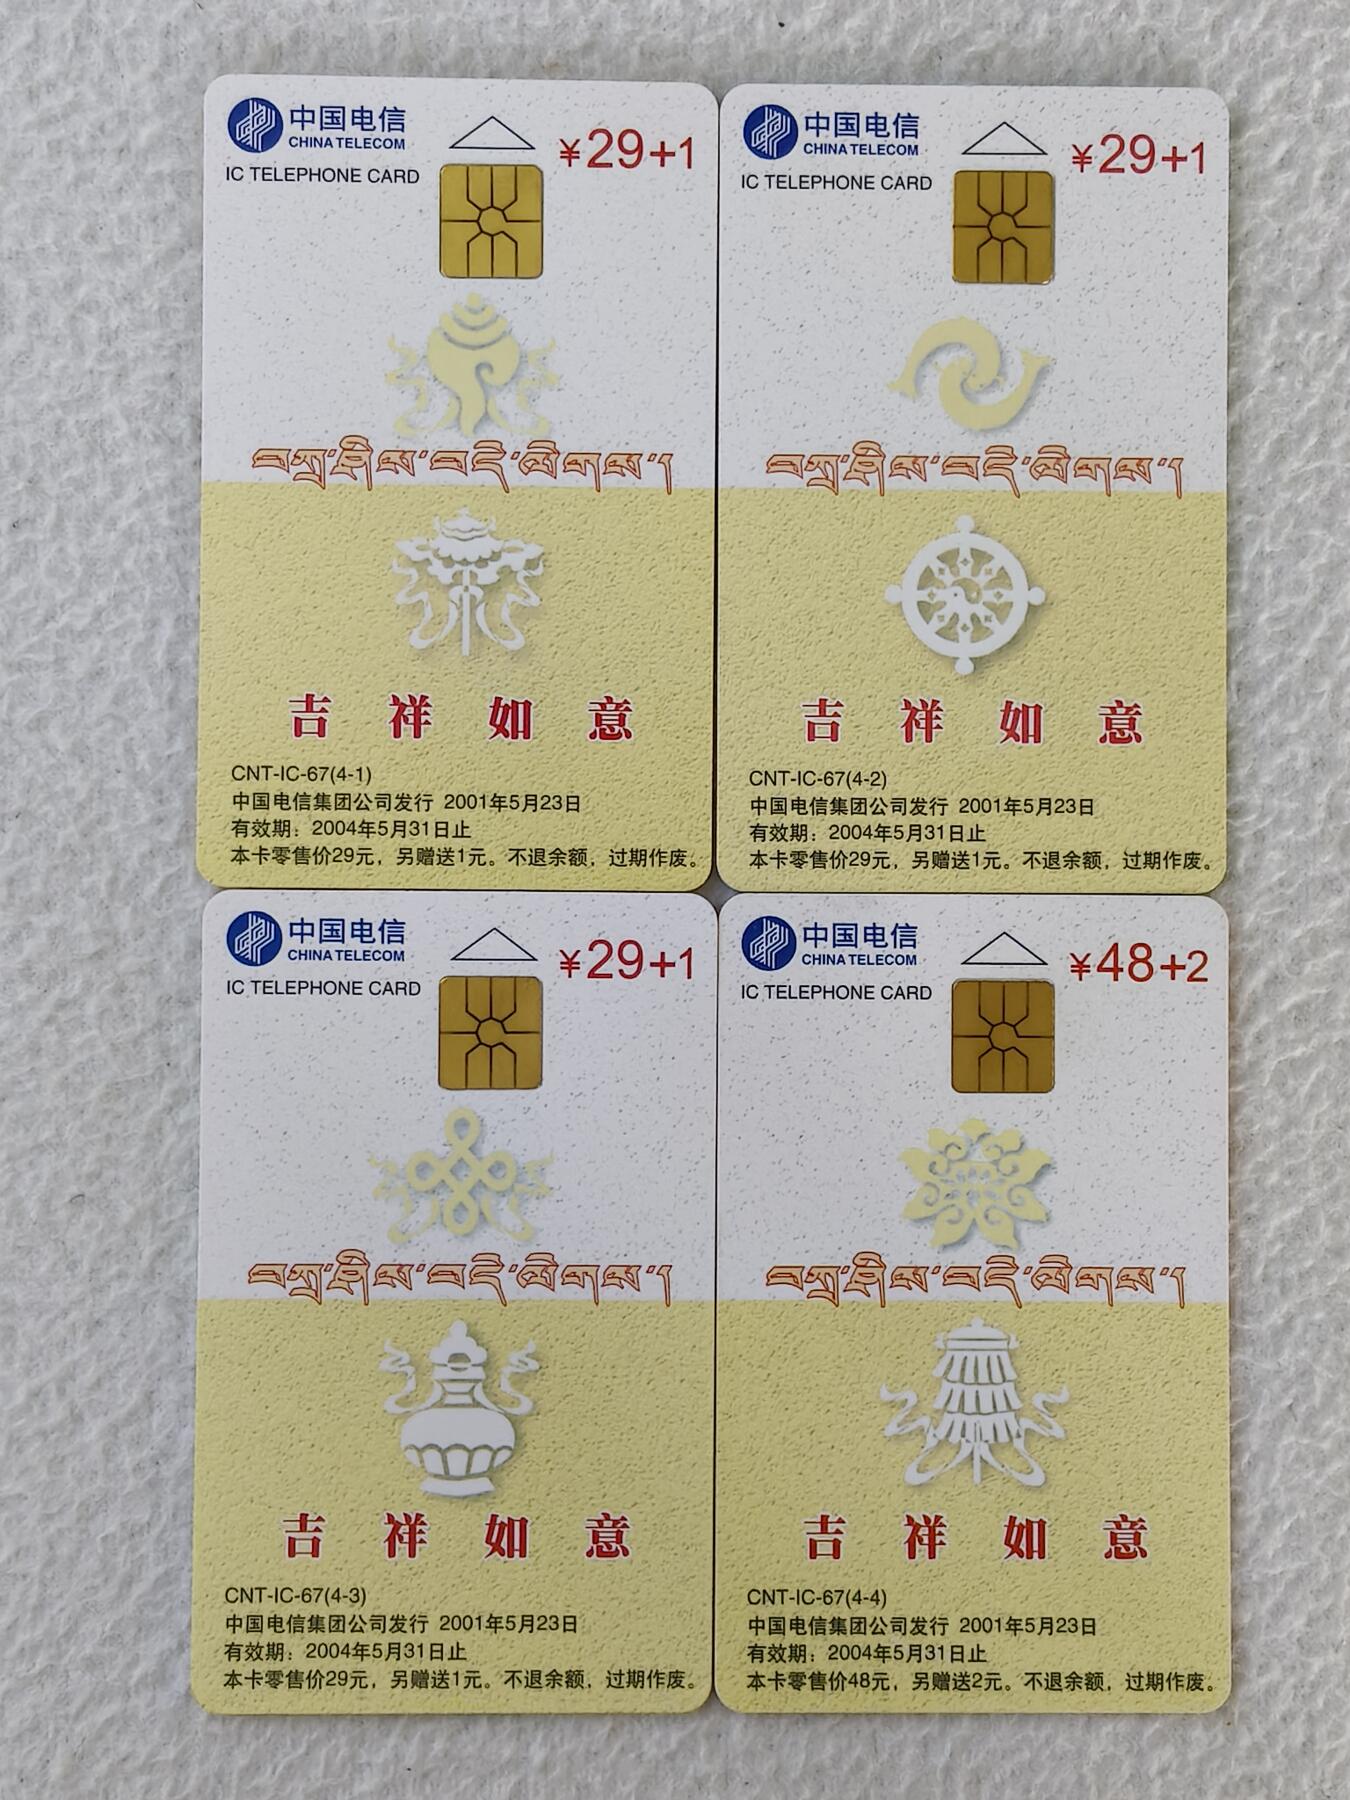 中国电信
CHINA TELECOM
IC TELEPHONE CARD
¥29+1
བཀྲ་ཤིས་བདེ་ལེགས་།
吉祥如意
CNT-IC-67(4-1)
中国电信集团公司发行 2001年5月23日
有效期：2004年5月31日止
本卡零售价29元，另赠送1元。不退余额，过期作废。
中国电信
CHINA TELECOM
IC TELEPHONE CARD
¥29+1
བཀྲ་ཤིས་བདེ་ལེགས་།
吉祥如意
CNT-IC-67(4-2)
中国电信集团公司发行 2001年5月23日
有效期：2004年5月31日止
本卡零售价29元，另赠送1元。不退余额，过期作废。
中国电信
CHINA TELECOM
IC TELEPHONE CARD
¥29+1
བཀྲ་ཤིས་བདེ་ལེགས་།
吉祥如意
CNT-IC-67(4-3)
中国电信集团公司发行 2001年5月23日
有效期：2004年5月31日止
本卡零售价29元，另赠送1元。不退余额，过期作废。
中国电信
CHINA TELECOM
IC TELEPHONE CARD
¥48+2
བཀྲ་ཤིས་བདེ་ལེགས་།
吉祥如意
CNT-IC-67(4-4)
中国电信集团公司发行 2001年5月23日
有效期：2004年5月31日止
本卡零售价48元，另赠送2元。不退余额，过期作废。